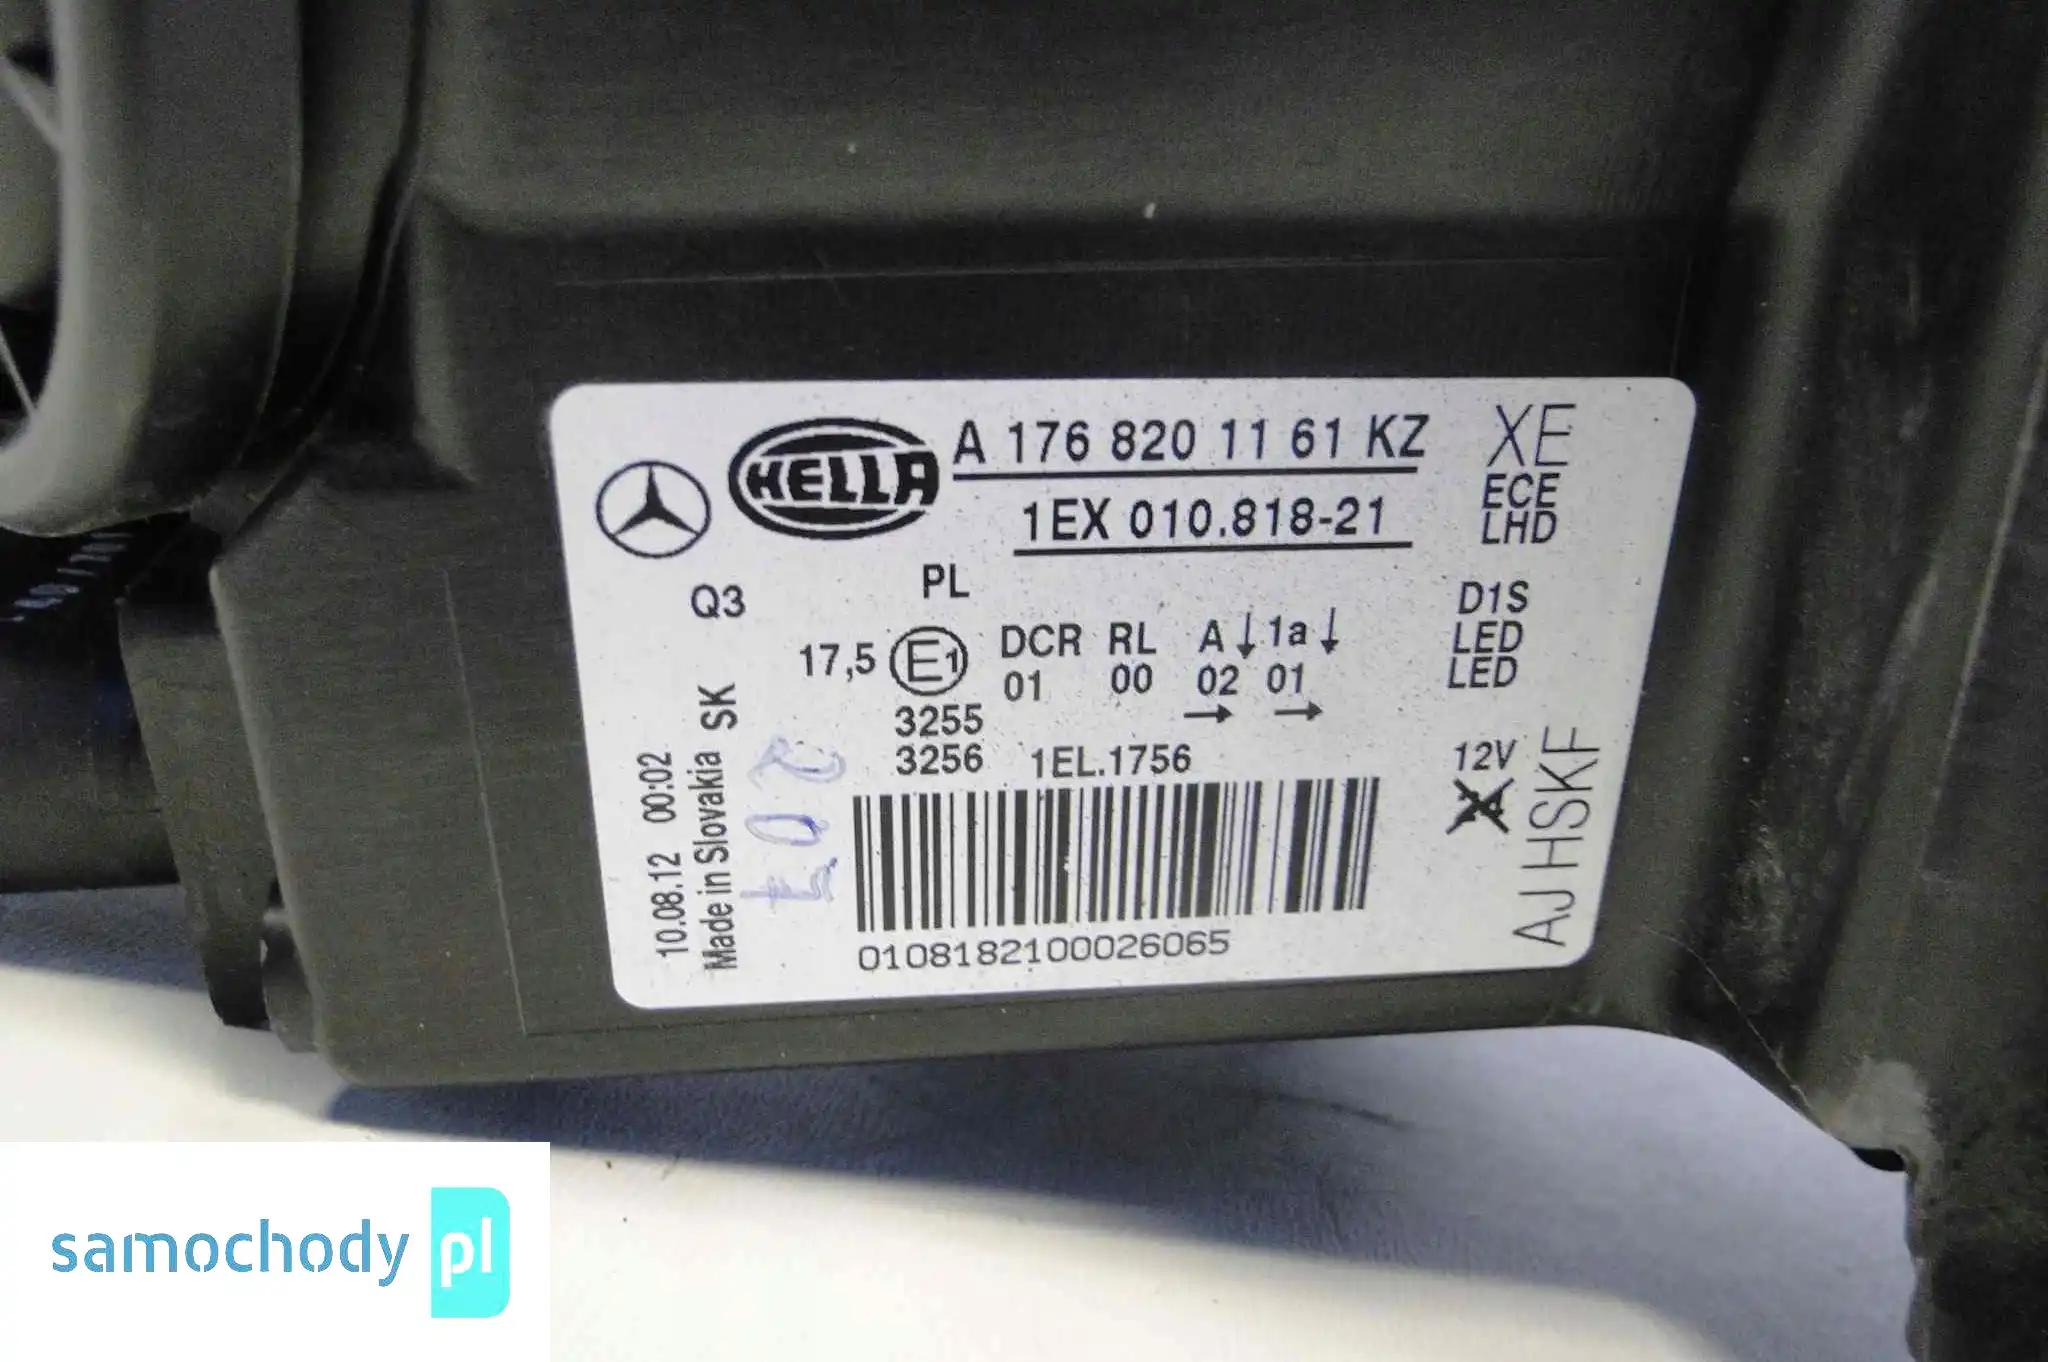 HELLA
A 176 820 11 61 KZ
1EX 010.818-21
XE
ECE
LHD
Q3
PL
17,5 E1 DCR RL A↓ 1a↓
01 00 02 01
→ →
3255
3256 1EL.1756
D1S
LED
LED
12V
AJHSKF
10.08.12 00:02
Made in Slovakia SK
0108182100026065
samochody pl